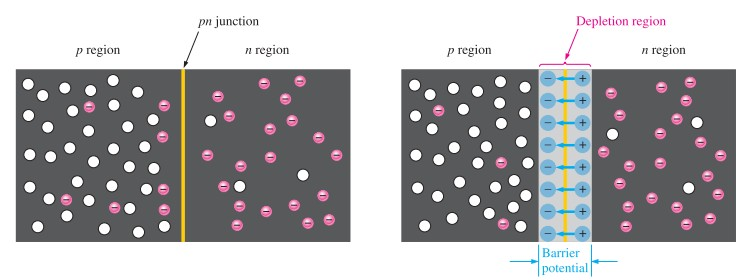 pn junction
p region
n region
Depletion region
p region
n region
Barrier
potential